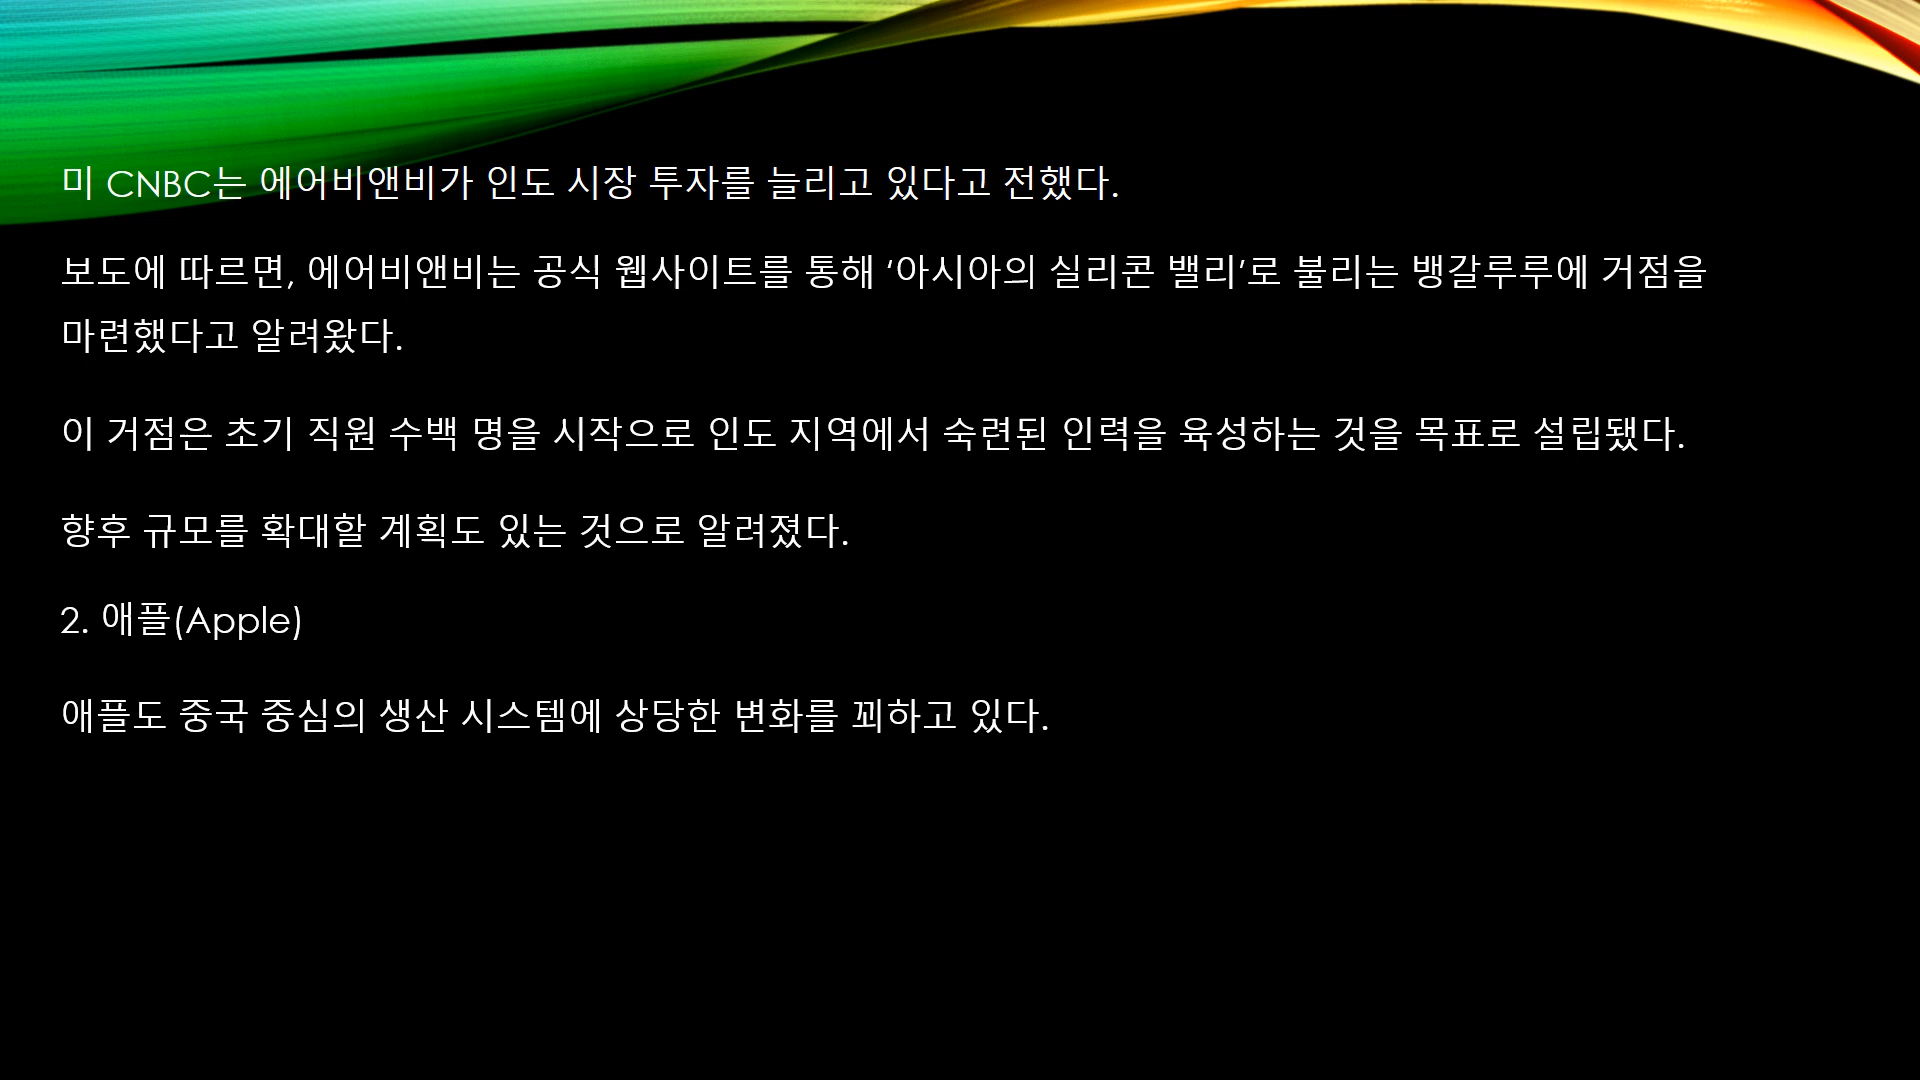 미 CNBC는 에어비앤비가 인도 시장 투자를 늘리고 있다고 전했다.
보도에 따르면, 에어비앤비는 공식 웹사이트를 통해 ‘아시아의 실리콘 밸리’로 불리는 뱅갈루루에 거점을
마련했다고 알려왔다.
이 거점은 초기 직원 수백 명을 시작으로 인도 지역에서 숙련된 인력을 육성하는 것을 목표로 설립됐다.
향후 규모를 확대할 계획도 있는 것으로 알려졌다.
2. 애플(Apple)
애플도 중국 중심의 생산 시스템에 상당한 변화를 꾀하고 있다.